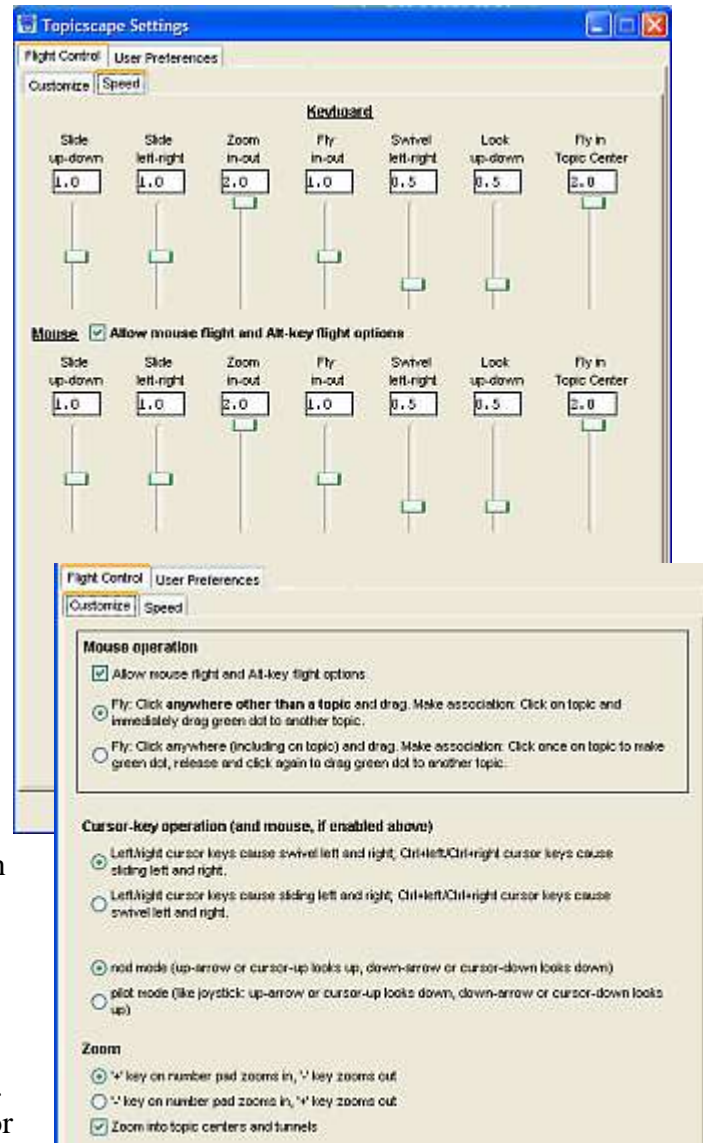 Topicscape Settings
Flight Control User Preferences
Customize Speed
Keyboard
Slide up-down Slide left-right Zoom in-out Fly in-out Swivel left-right Look up-down Fly in Topic Center
1.0 1.0 2.0 1.0 0.5 0.5 2.0
Mouse Allow mouse flight and Alt-key flight options
Slide up-down Slide left-right Zoom in-out Fly in-out Swivel left-right Look up-down Fly in Topic Center
1.0 1.0 2.0 1.0 0.5 0.5 2.0
Flight Control User Preferences
Customize Speed
Mouse operation
Allow mouse flight and Alt-key flight options
Fly: Click anywhere other than a topic and drag. Make association: Click on topic and
immediately drag green dot to another topic.
Fly: Click anywhere (including on topic) and drag. Make association: Click once on topic to make
green dot, release and click again to drag green dot to another topic.
Cursor-key operation (and mouse, if enabled above)
Left/right cursor keys cause swivel left and right, Ctrl+left/Ctrl+right cursor keys cause
sliding left and right.
Left/right cursor keys cause sliding left and right, Ctrl+left/Ctrl+right cursor keys cause
swivel left and right.
nod mode (up-arrow or cursor-up looks up, down-arrow or cursor-down looks down)
pilot mode (like joystick: up-arrow or cursor-up looks down, down-arrow or cursor-down looks
up)
Zoom
'+' key on number pad zooms in, '-' key zooms out
'-' key on number pad zooms in, '+' key zooms out
Zoom into topic centers and tunnels
or